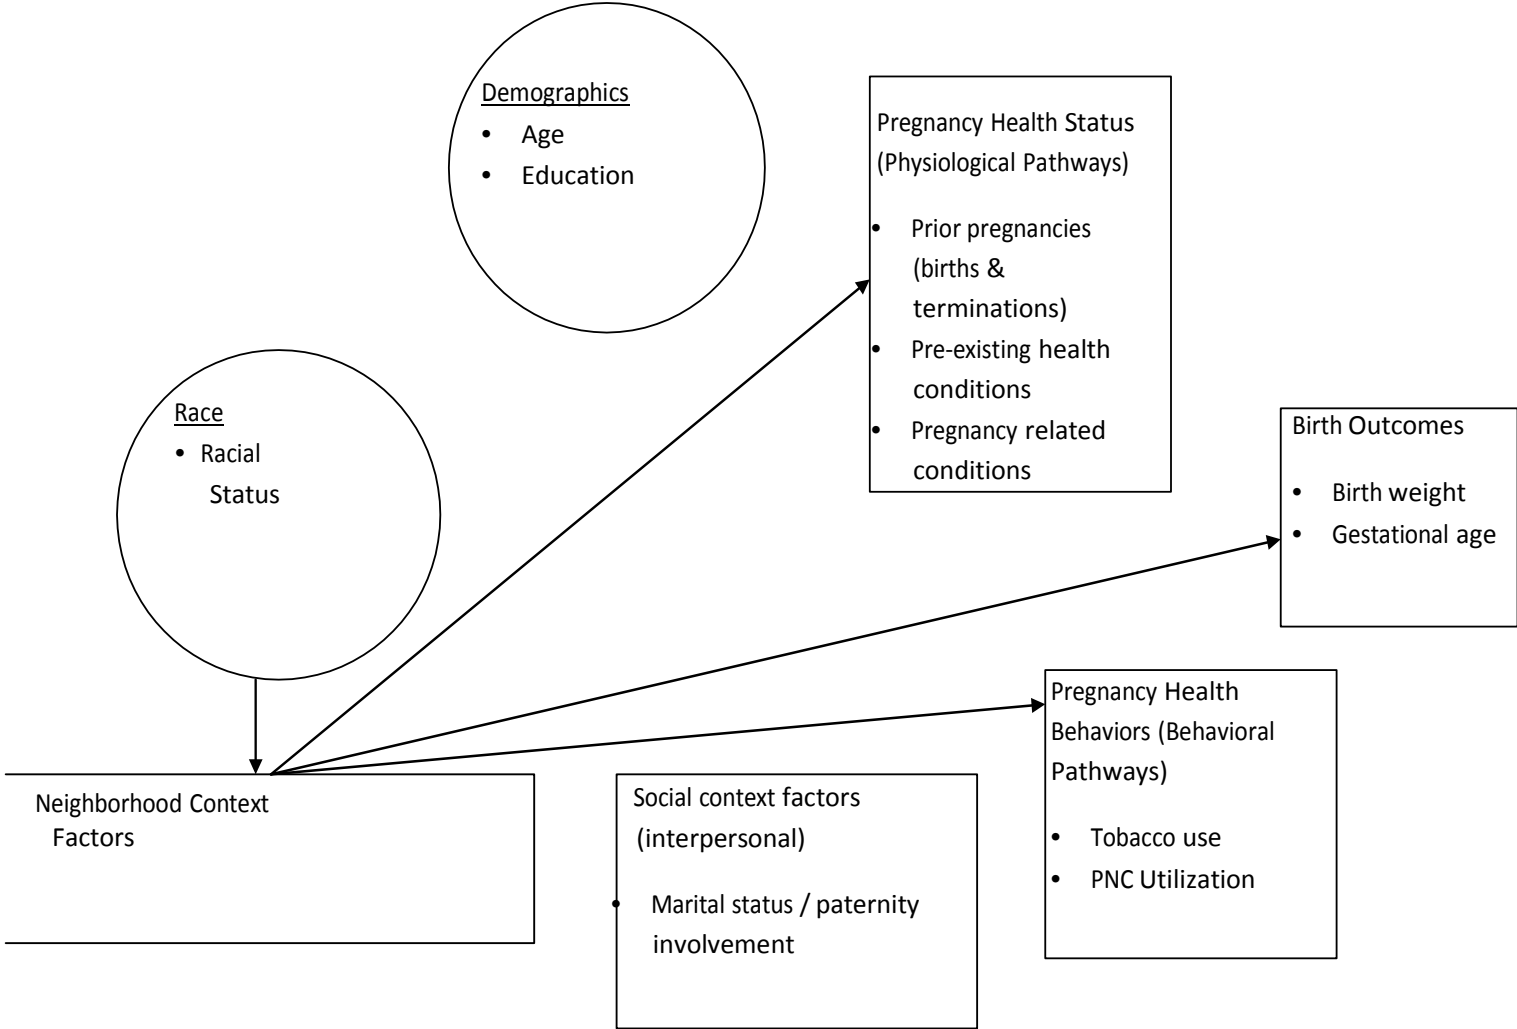 Demographics
• Age
• Education
Pregnancy Health Status
(Physiological Pathways)
• Prior pregnancies
(births &
terminations)
• Pre-existing health
conditions
• Pregnancy related
conditions
Race
• Racial
Status
Birth Outcomes
• Birth weight
• Gestational age
Neighborhood Context
Factors
Social context factors
(interpersonal)
• Marital status / paternity
involvement
Pregnancy Health
Behaviors (Behavioral
Pathways)
• Tobacco use
• PNC Utilization